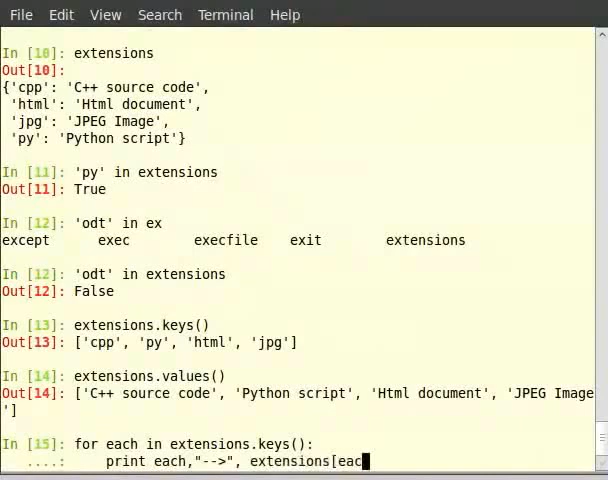 File Edit View Search Terminal Help
In [10]: extensions
Out[10]:
{'cpp': 'C++ source code',
'html': 'Html document',
'jpg': 'JPEG Image',
'py': 'Python script'}
In [11]: 'py' in extensions
Out[11]: True
In [12]: 'odt' in ex
except exec execfile exit extensions
In [12]: 'odt' in extensions
Out[12]: False
In [13]: extensions.keys()
Out[13]: ['cpp', 'py', 'html', 'jpg']
In [14]: extensions.values()
Out[14]: ['C++ source code', 'Python script', 'Html document', 'JPEG Image
']
In [15]: for each in extensions.keys():
....: print each,"-->", extensions[eac